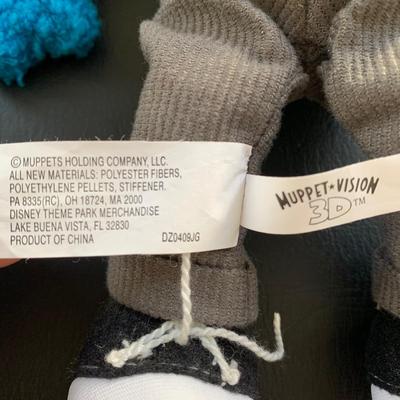 © MUPPETS HOLDING COMPANY, LLC.
ALL NEW MATERIALS: POLYESTER FIBERS,
POLYETHYLENE PELLETS, STIFFENER.
PA 8335(RC), OH 18724, MA 2000
DISNEY THEME PARK MERCHANDISE
LAKE BUENA VISTA, FL 32830
PRODUCT OF CHINA DZ0409JG
MUPPET★VISION
3D™